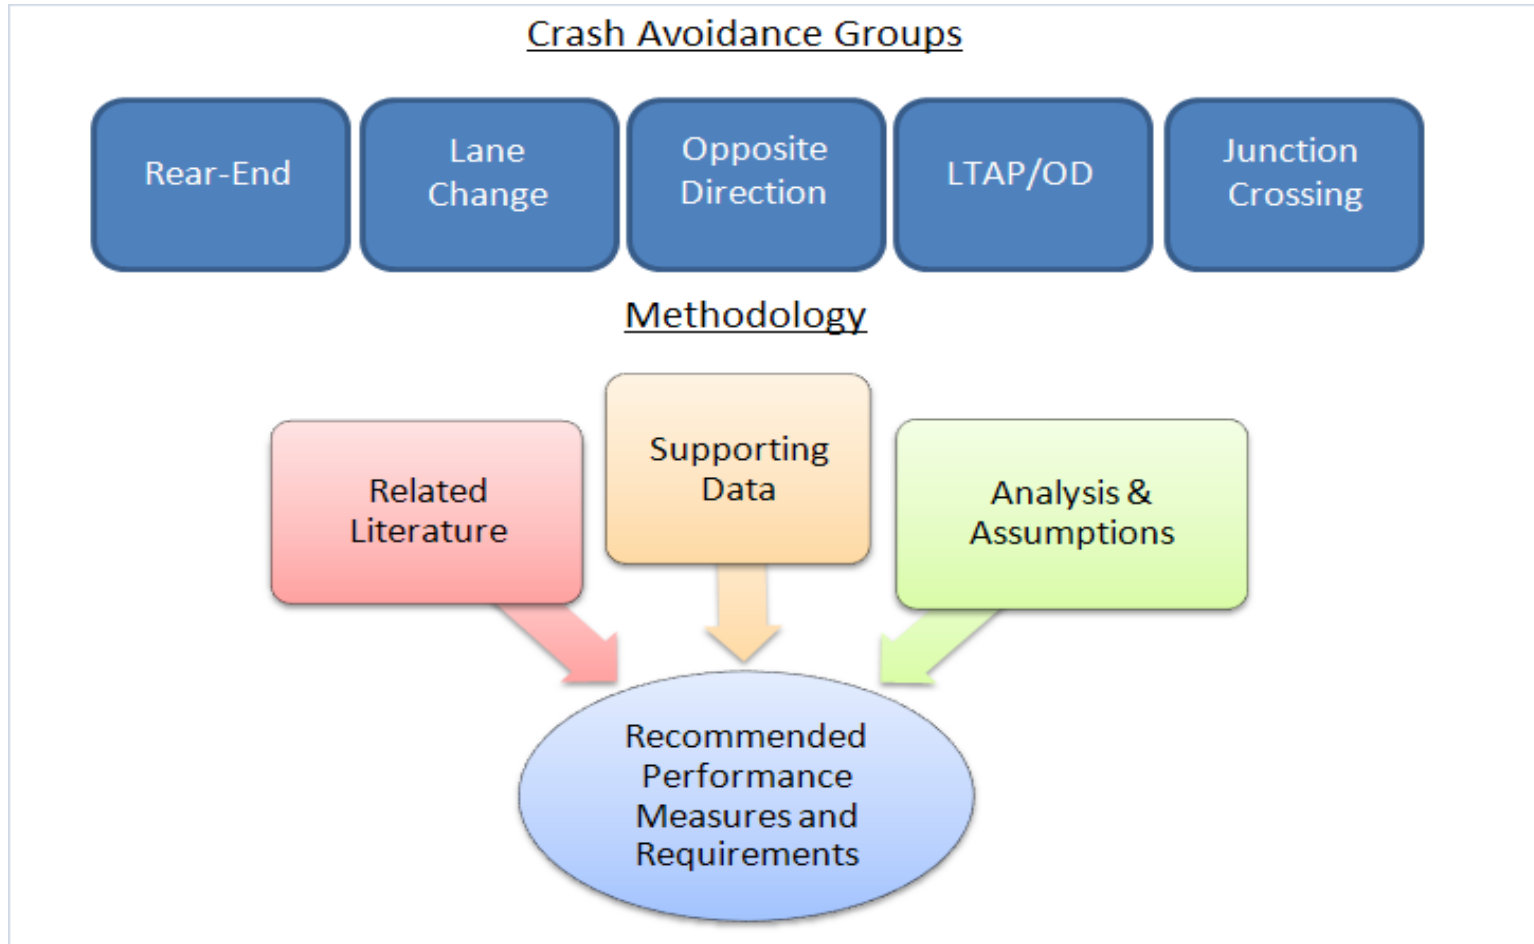 Crash Avoidance Groups
Rear-End
Lane
Change
Opposite
Direction
LTAP/OD
Junction
Crossing
Methodology
Related
Literature
Supporting
Data
Analysis &
Assumptions
Recommended
Performance
Measures and
Requirements